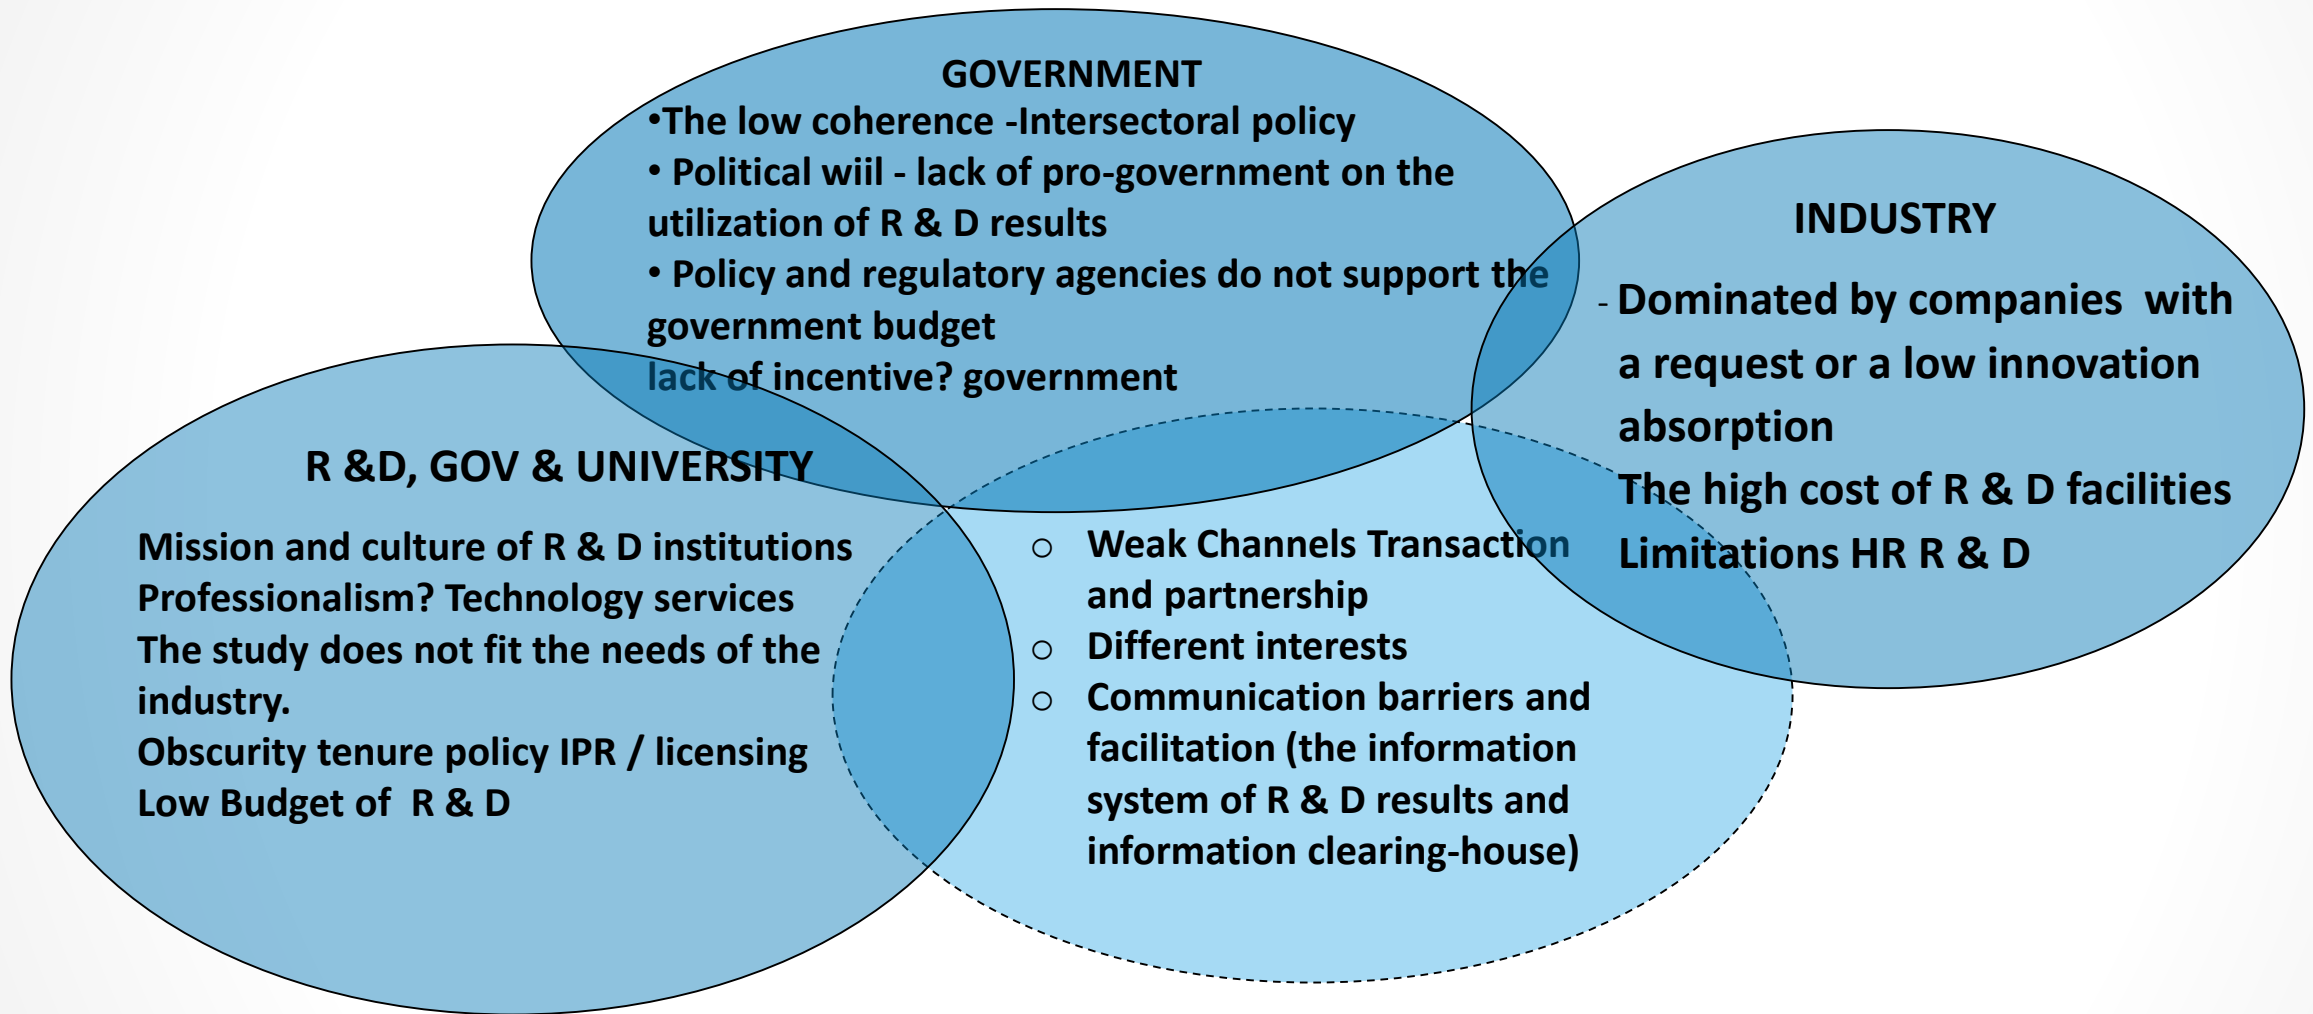 GOVERNMENT
•The low coherence -Intersectoral policy
• Political wiil - lack of pro-government on the
utilization of R & D results
• Policy and regulatory agencies do not support the
government budget
lack of incentive? government
INDUSTRY
- Dominated by companies with
a request or a low innovation
absorption
The high cost of R & D facilities
Limitations HR R & D
R &D, GOV & UNIVERSITY
Mission and culture of R & D institutions
Professionalism? Technology services
The study does not fit the needs of the
industry.
Obscurity tenure policy IPR / licensing
Low Budget of R & D
o Weak Channels Transaction
and partnership
o Different interests
o Communication barriers and
facilitation (the information
system of R & D results and
information clearing-house)